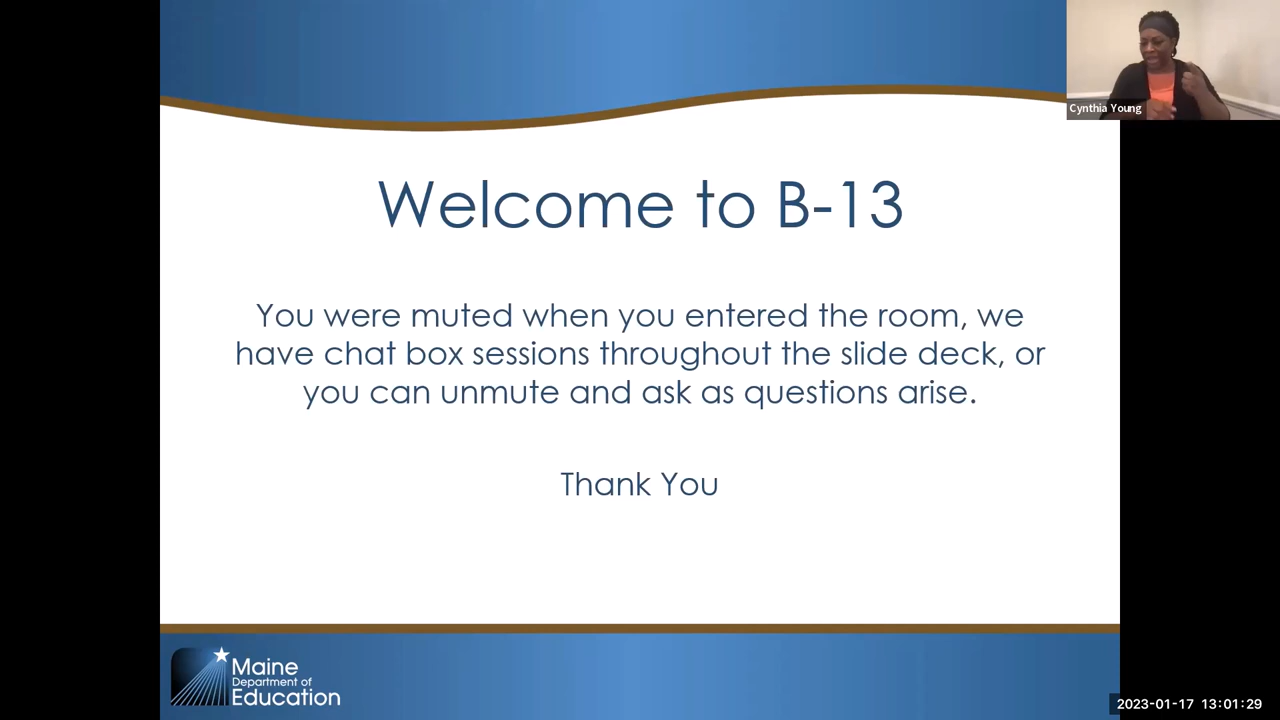 Cynthia Young
Welcome to B-13
You were muted when you entered the room, we
have chat box sessions throughout the slide deck, or
you can unmute and ask as questions arise.
Thank You
Maine
Department of
Education
2023-01-17 13:01:29